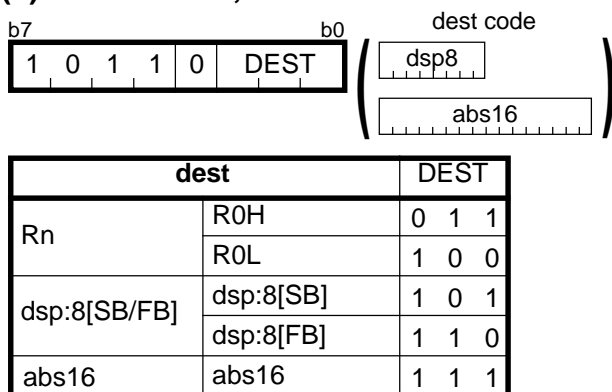 b7 b0 dest code
1 0 1 1 0 DEST
dsp8
abs16
dest DEST
Rn R0H 0 1 1
R0L 1 0 0
dsp:8[SB/FB] dsp:8[SB] 1 0 1
dsp:8[FB] 1 1 0
abs16 abs16 1 1 1